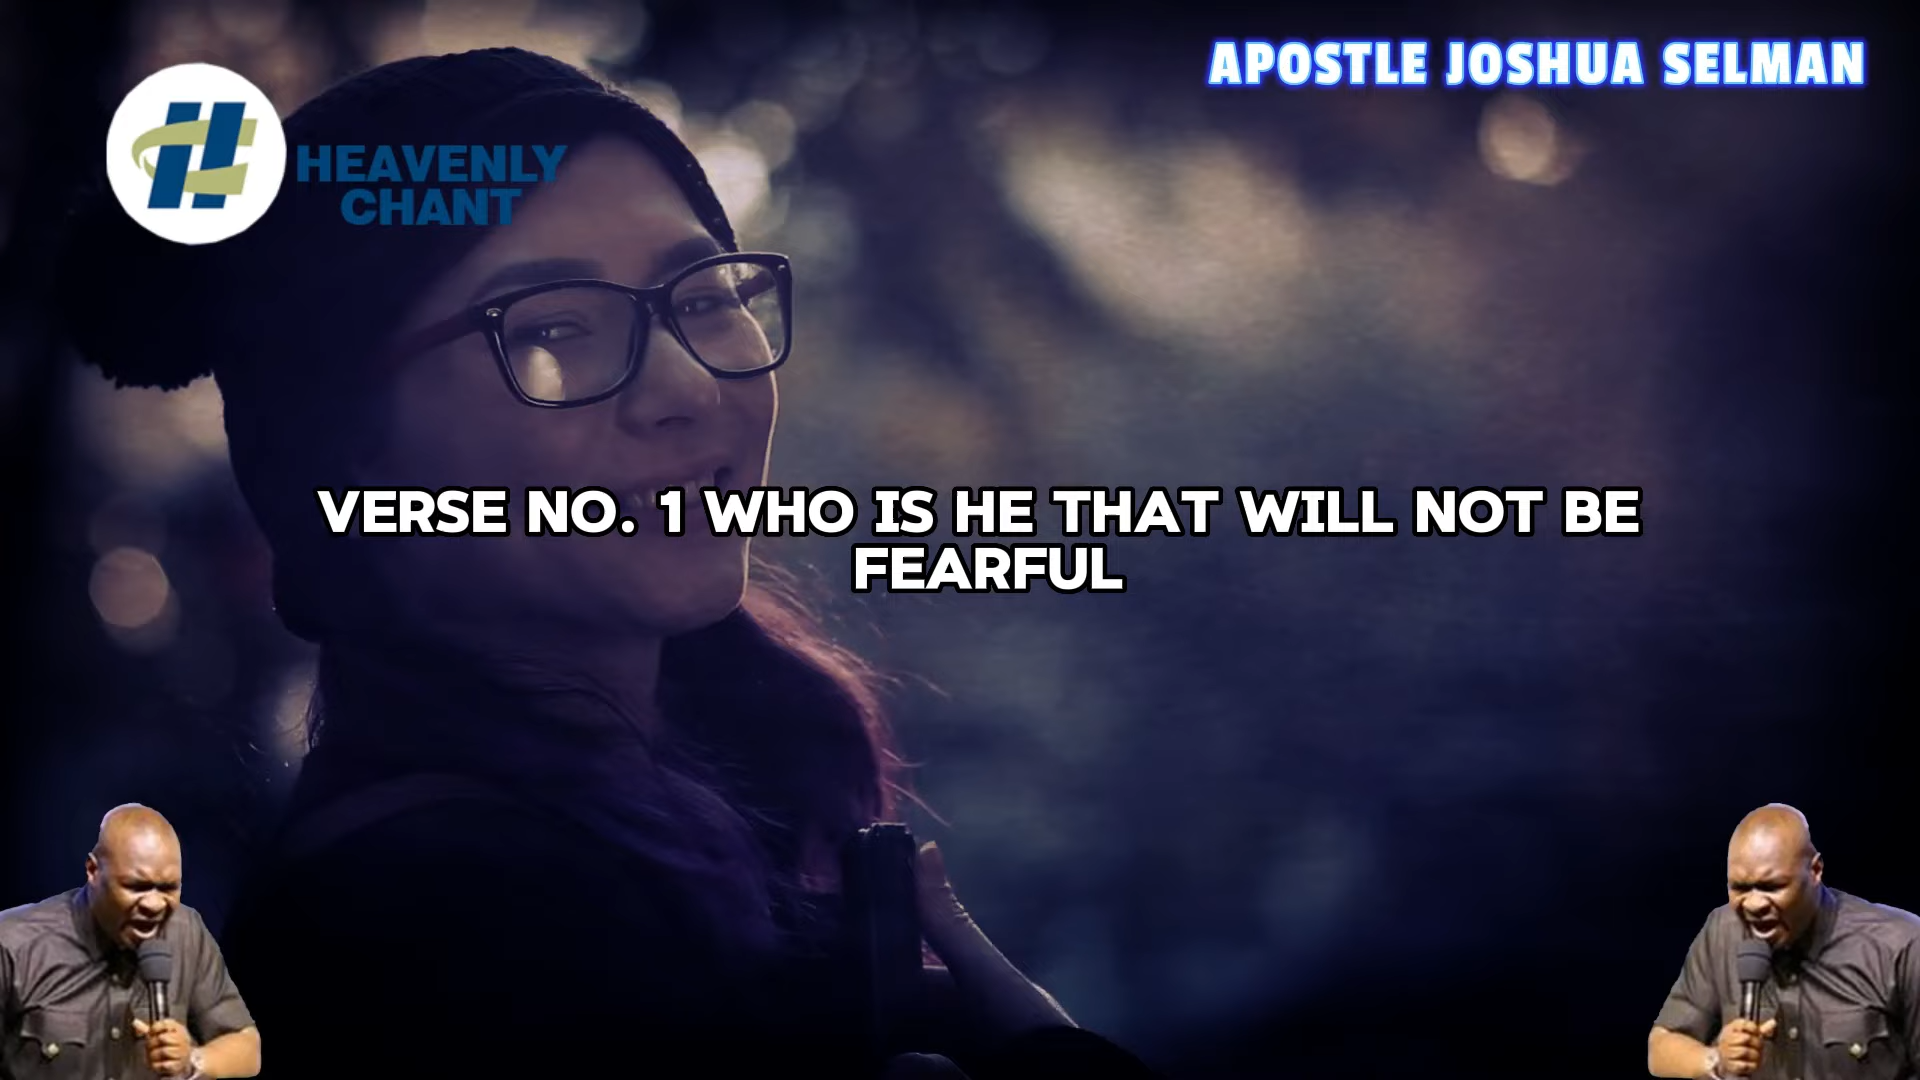 APOSTLE JOSHUA SELMAN
HEAVENLY
CHANT
VERSE NO. 1 WHO IS HE THAT WILL NOT BE
FEARFUL